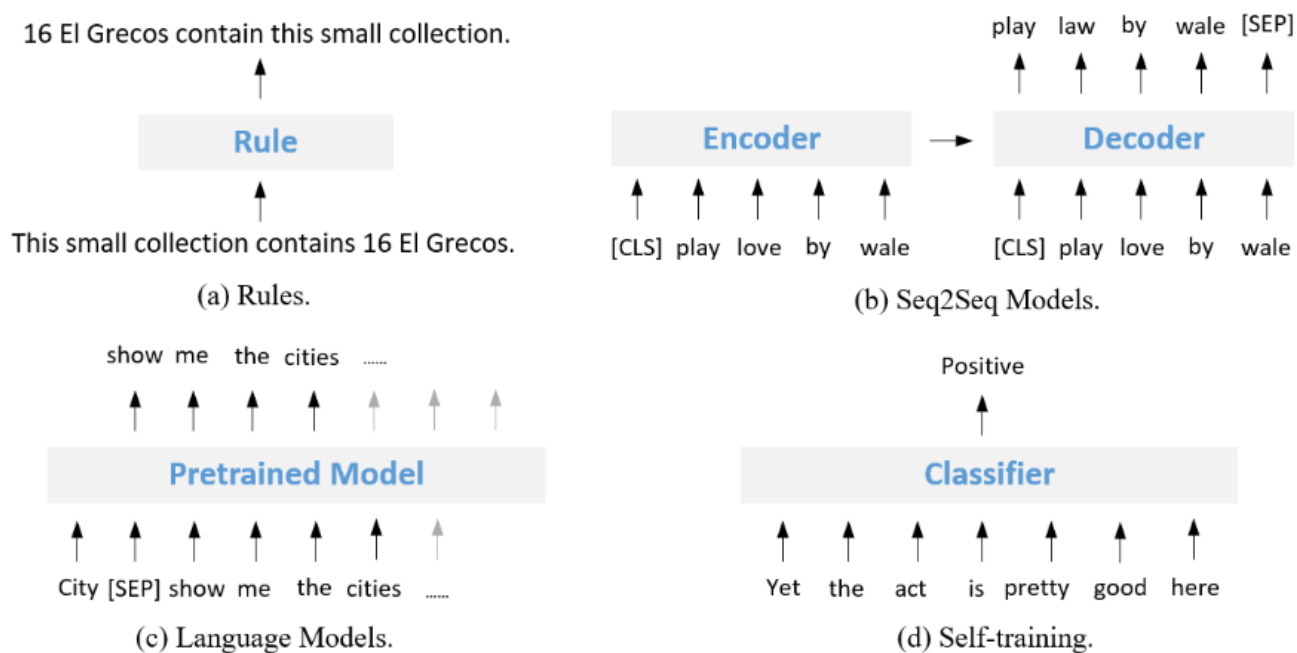 16 El Grecos contain this small collection.
Rule
This small collection contains 16 El Grecos.
(a) Rules.
play law by wale [SEP]
Encoder
Decoder
[CLS] play love by wale
[CLS] play love by wale
(b) Seq2Seq Models.
show me the cities ......
Pretrained Model
City [SEP] show me the cities ......
(c) Language Models.
Positive
Classifier
Yet the act is pretty good here
(d) Self-training.